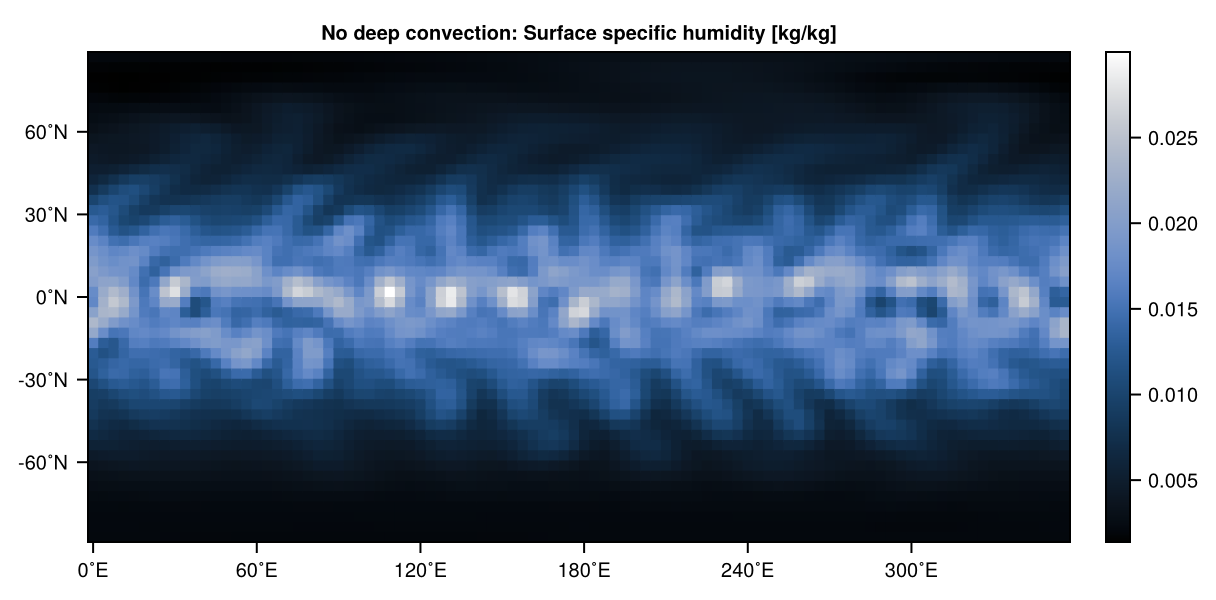 No deep convection: Surface specific humidity [kg/kg]
60˚N
30˚N
0˚N
-30˚N
-60˚N
0˚E
60˚E
120˚E
180˚E
240˚E
300˚E
0.025
0.020
0.015
0.010
0.005